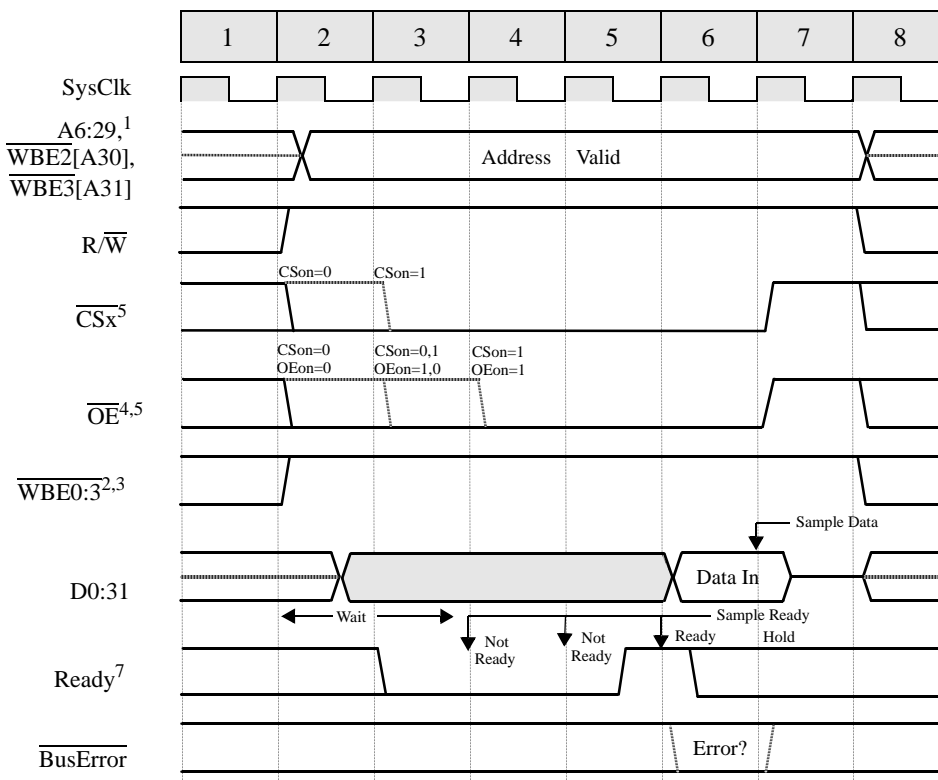 1 2 3 4 5 6 7 8
SysClk
A6:29,1
WBE2[A30],
WBE3[A31]
Address Valid
R/W
CSon=0 CSon=1
CSx5
CSon=0 CSon=0,1 CSon=1
OEon=0 OEon=1,0 OEon=1
OE4,5
WBE0:32,3
Sample Data
D0:31
Data In
Wait
Sample Ready
Not
Ready
Not
Ready
Ready
Hold
Ready7
BusError
Error?